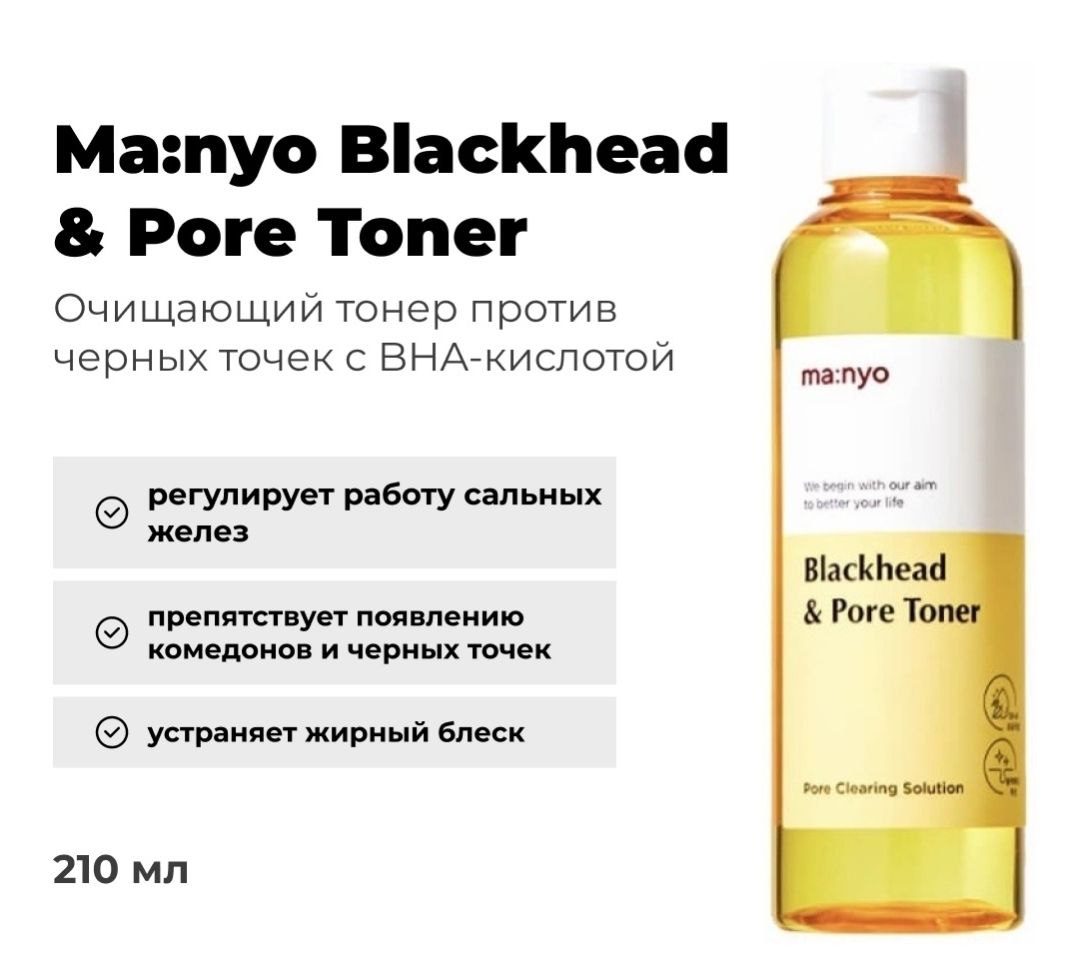 Ma:nyo Blackhead
& Pore Toner
Очищающий тонер против
черных точек с BHA-кислотой
регулирует работу сальных
желез
препятствует появлению
комедонов и черных точек
устраняет жирный блеск
210 мл
ma:nyo
We begin with our aim
to better your life
Blackhead
& Pore Toner
Pore Clearing Solution